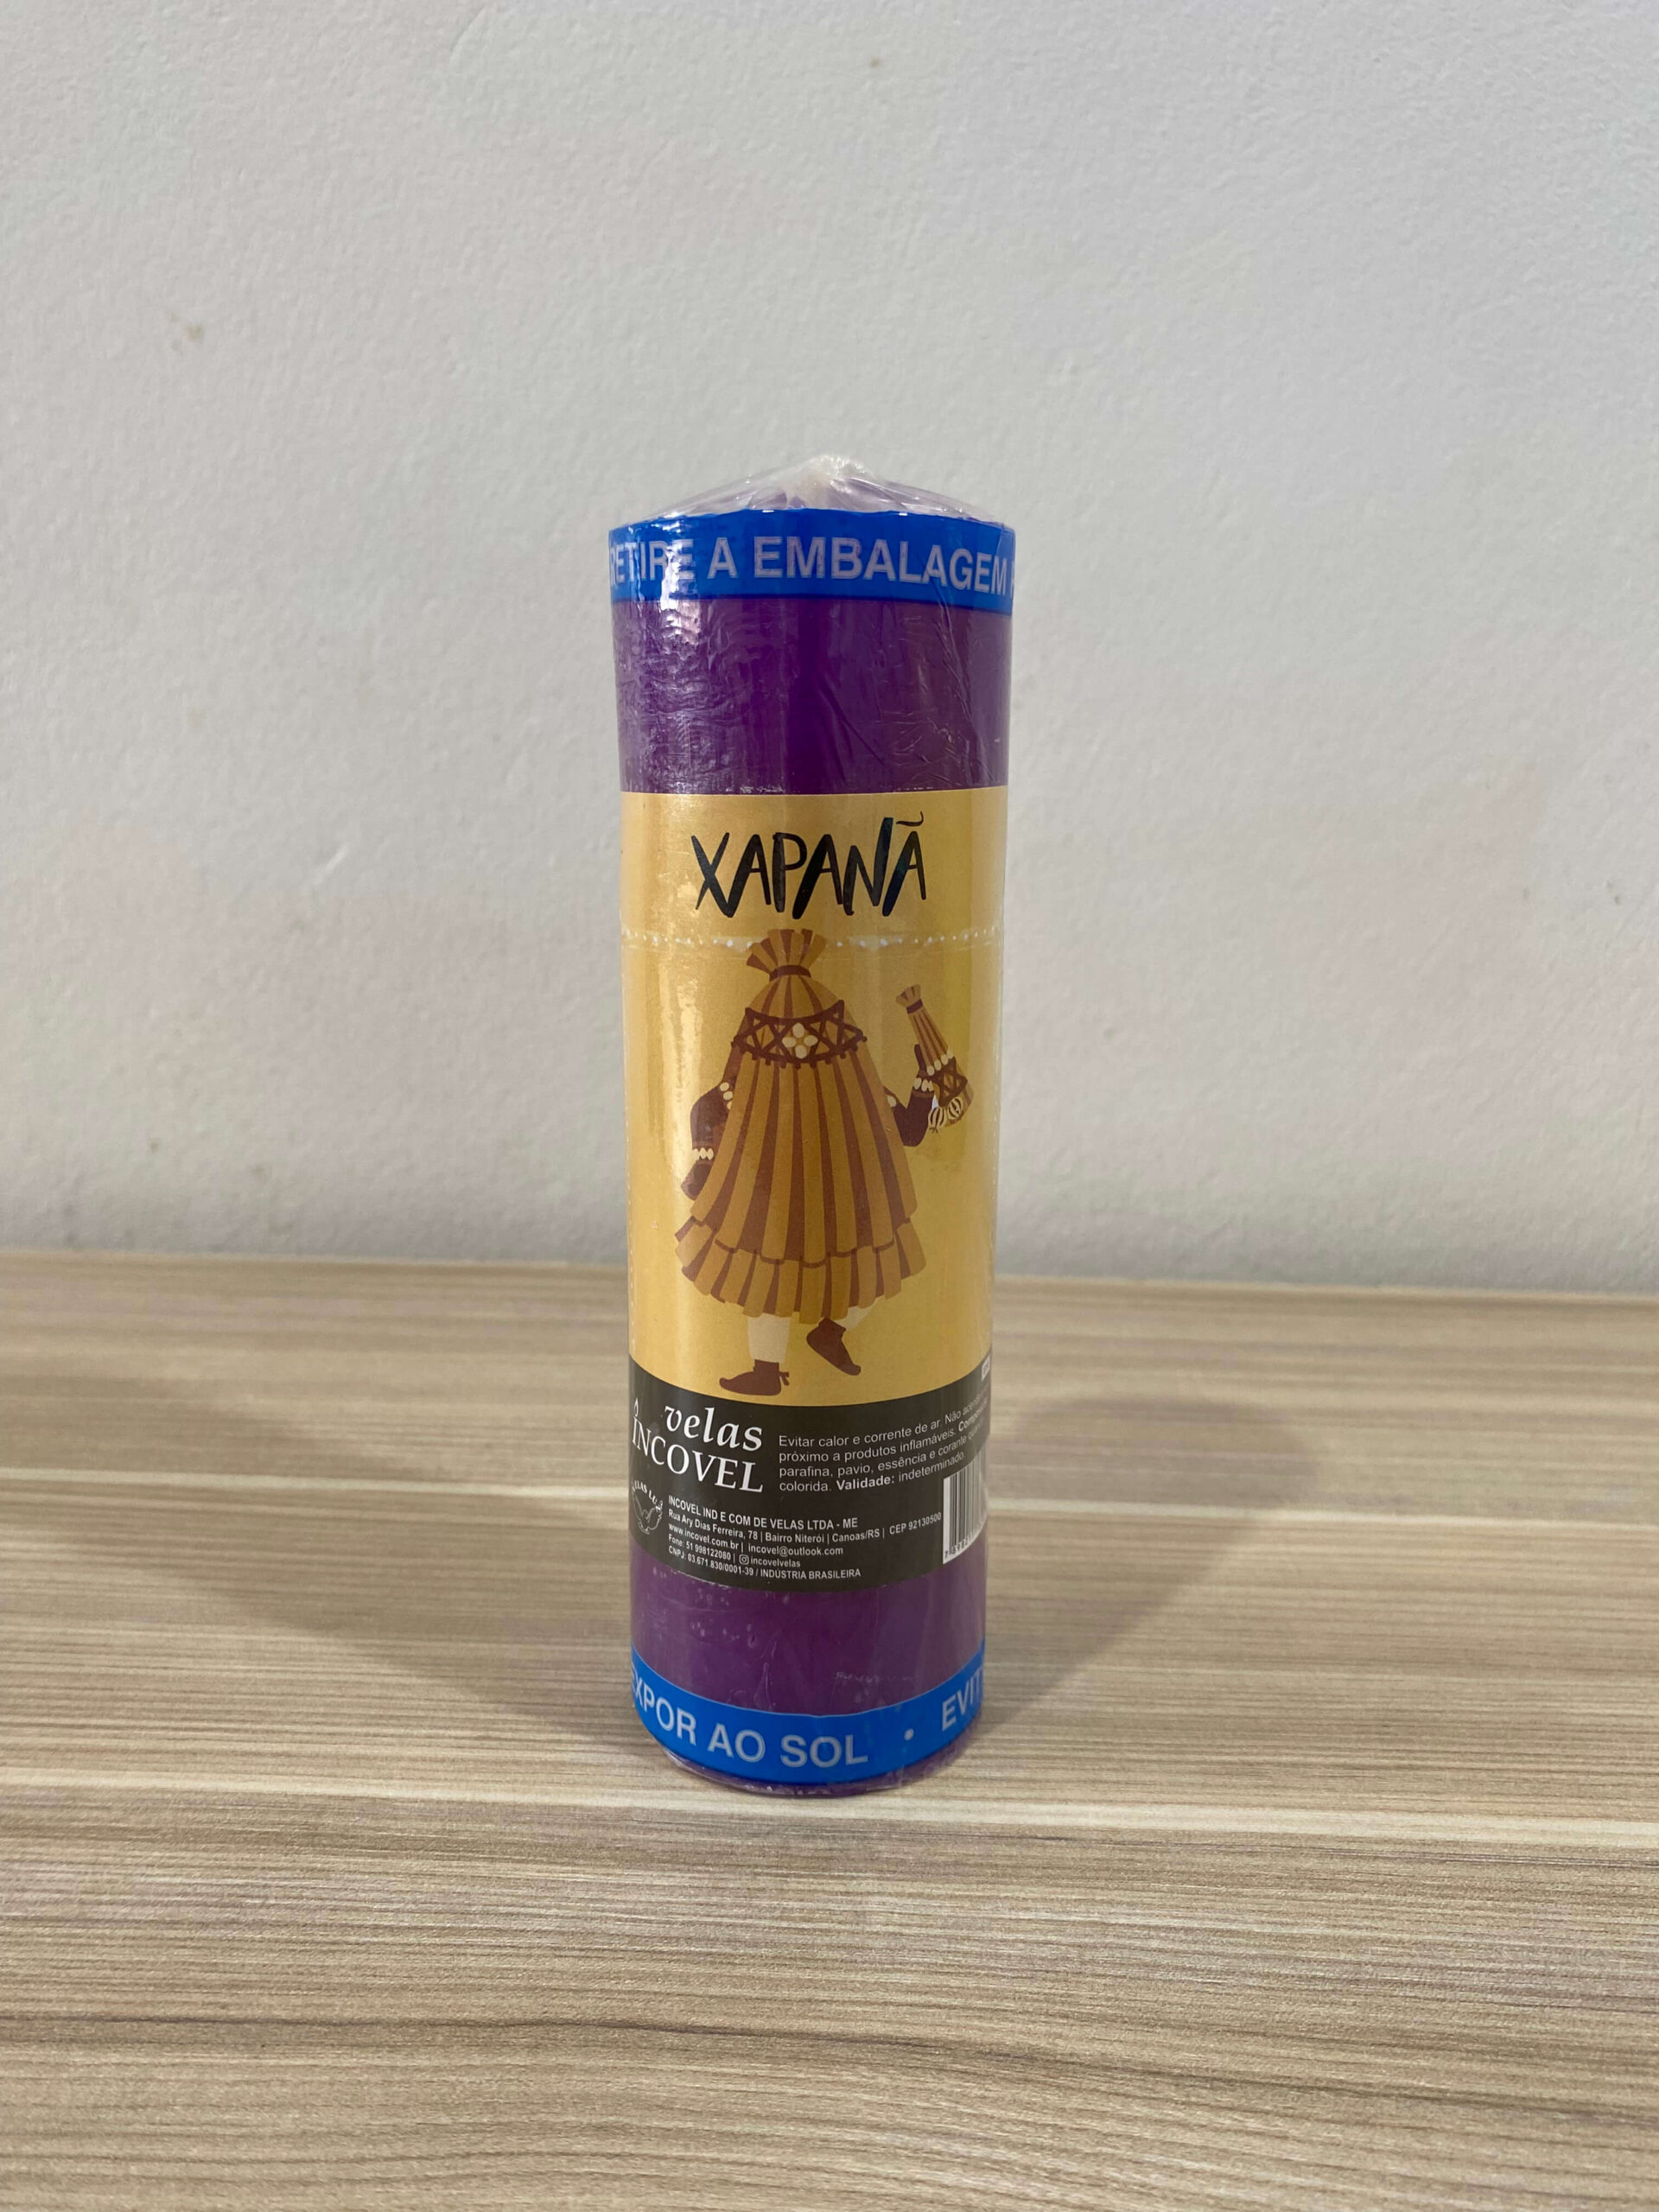 RETIRE A EMBALAGEM
XAPANÃ
velas
INCOVEL
Evitar calor e corrente de ar. Não
próximo a produtos inflamáveis.
parafina, pavio, essência e corante
colorida. Validade: indeterminado.
INCOVEL IND E COM DE VELAS LTDA - ME
Rua Ary Dias Ferreira, 78 | Bairro Niterói | Canoas/RS | CEP 92130500
www.incovel.com.br | incovel@outlook.com
Fone: 51 998122080 | incovelvelas
CNPJ: 03.671.830/0001-39 / INDÚSTRIA BRASILEIRA
EXPOR AO SOL •